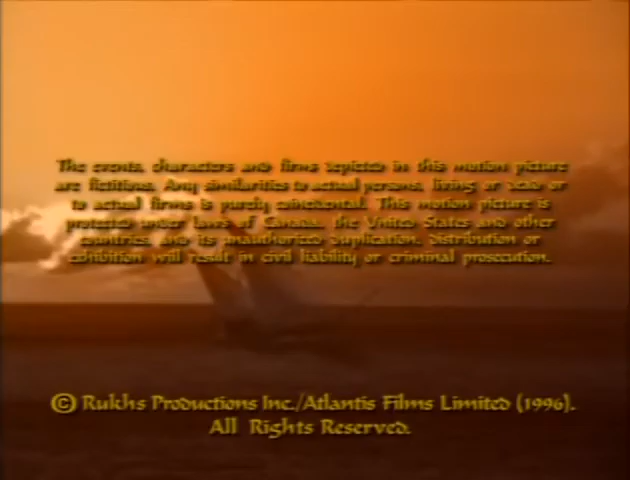 The events, characters and firms depicted in this motion picture
are fictitious. Any similarities to actual persons, living or dead or
to actual firms is purely coincidental. This motion picture is
protected under laws of Canada, the United States and other
countries, and its unauthorized duplication, distribution or
exhibition will result in civil liability or criminal prosecution.
© Rukhs Productions Inc./Atlantis Films Limited (1996).
All Rights Reserved.